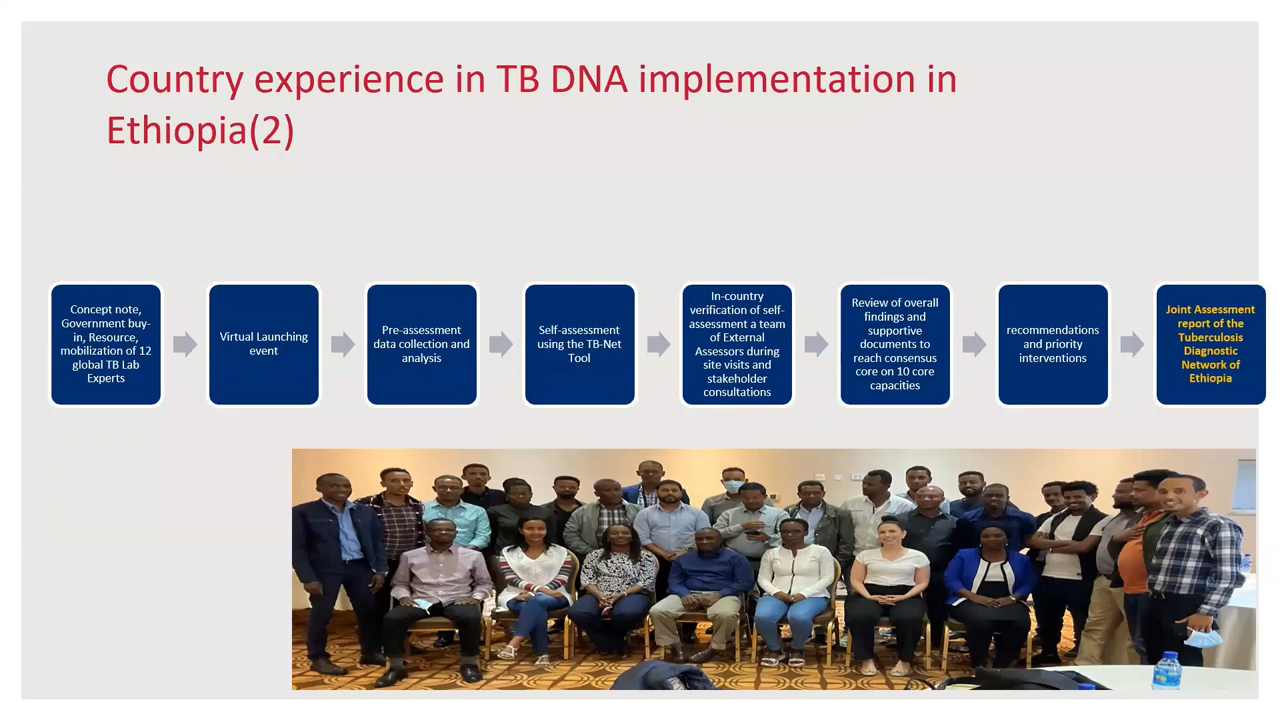 Country experience in TB DNA implementation in
Ethiopia(2)
Concept note,
Government buy-
in, Resource,
mobilization of 12
global TB Lab
Experts
Virtual Launching
event
Pre-assessment
data collection and
analysis
Self-assessment
using the TB-Net
Tool
In-country
verification of self-
assessment a team
of External
Assessors during
site visits and
stakeholder
consultations
Review of overall
findings and
supportive
documents to
reach consensus
core on 10 core
capacities
recommendations
and priority
interventions
Joint Assessment
report of the
Tuberculosis
Diagnostic
Network of
Ethiopia